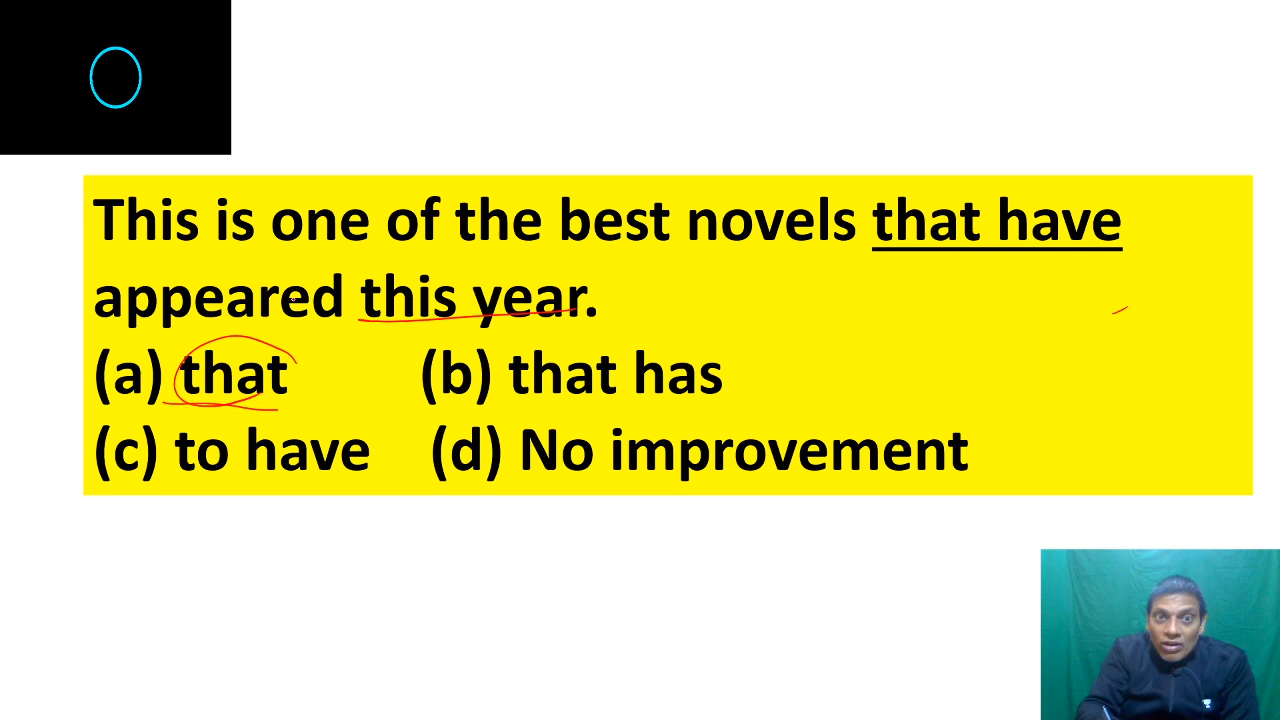 This is one of the best novels that have
appeared this year.
(a) that (b) that has
(c) to have (d) No improvement